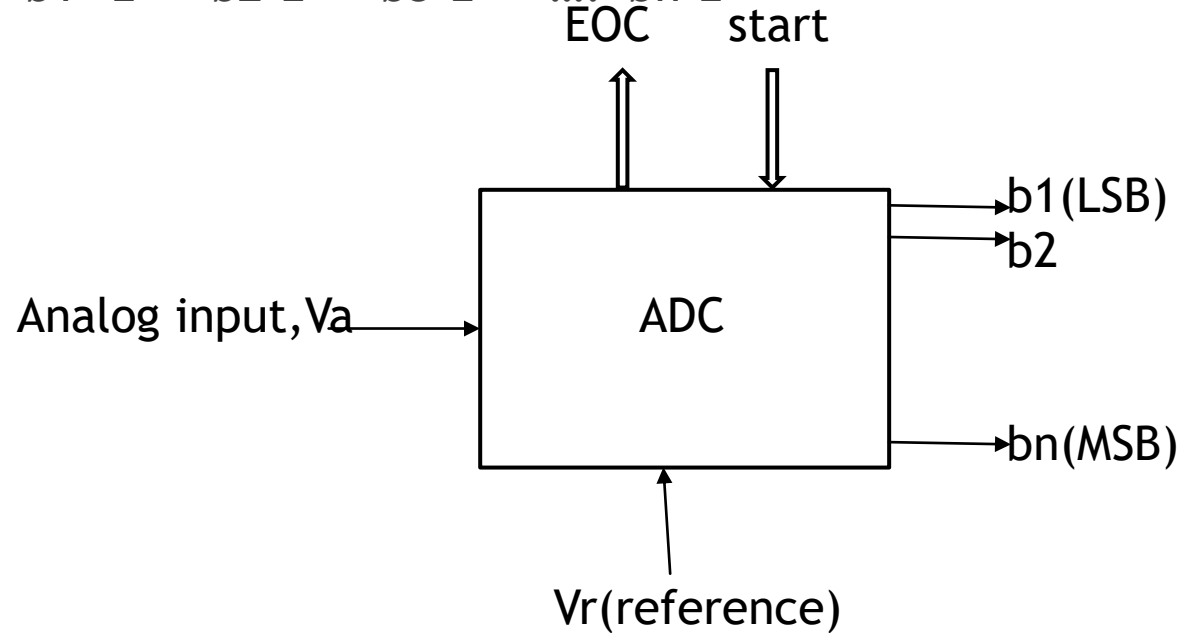 EOC start
b1(LSB)
b2
Analog input,Va
ADC
bn(MSB)
Vr(reference)